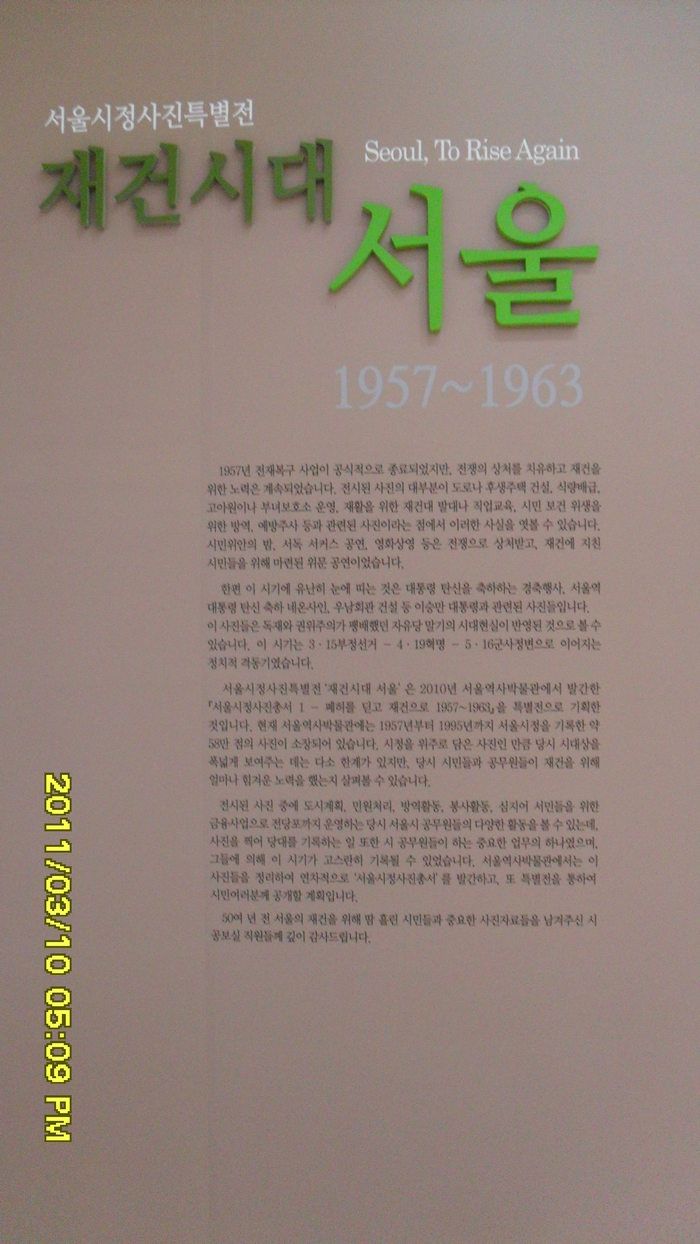 서울시정사진특별전
재건시대
Seoul, To Rise Again
서울
1957~1963
1957년 전재복구 사업이 공식적으로 종료되었지만, 전쟁의 상처를 치유하고 재건을
위한 노력은 계속되었습니다. 전시된 사진의 대부분이 도로나 후생주택 건설, 식량배급,
고아원이나 부녀보호소 운영, 재활을 위한 재건대 발대나 직업교육, 시민 보건 위생을
위한 방역, 예방주사 등과 관련된 사진이라는 점에서 이러한 사실을 엿볼 수 있습니다.
시민위안의 밤, 서독 서커스 공연, 영화상영 등은 전쟁으로 상처받고, 재건에 지친
시민들을 위해 마련된 위문 공연이었습니다.
한편 이 시기에 유난히 눈에 띄는 것은 대통령 탄신을 축하하는 경축행사, 서울역
대통령 탄신 축하 네온사인, 우남회관 건설 등 이승만 대통령과 관련된 사진들입니다.
이 사진들은 독재와 권위주의가 팽배했던 자유당 말기의 시대현실이 반영된 것으로 볼 수
있습니다. 이 시기는 3·15부정선거 - 4·19혁명 - 5·16군사정변으로 이어지는
정치적 격동기였습니다.
서울시정사진특별전 '재건시대 서울' 은 2010년 서울역사박물관에서 발간한
『서울시정사진총서 1 - 폐허를 딛고 재건으로 1957~1963』을 특별전으로 기획한
것입니다. 현재 서울역사박물관에는 1957년부터 1995년까지 서울시정을 기록한 약
58만 점의 사진이 소장되어 있습니다. 시정을 위주로 담은 사진인 만큼 당시 시대상을
폭넓게 보여주는 데는 다소 한계가 있지만, 당시 시민들과 공무원들이 재건을 위해
얼마나 힘겨운 노력을 했는지 살펴볼 수 있습니다.
전시된 사진 중에 도시계획, 민원처리, 방역활동, 봉사활동, 심지어 서민들을 위한
금융사업으로 전당포까지 운영하는 당시 서울시 공무원들의 다양한 활동을 볼 수 있는데,
사진을 찍어 당대를 기록하는 일 또한 시 공무원들이 하는 중요한 업무의 하나였으며,
그들에 의해 이 시기가 고스란히 기록될 수 있었습니다. 서울역사박물관에서는 이
사진들을 정리하여 연차적으로 '서울시정사진총서' 를 발간하고, 또 특별전을 통하여
시민여러분께 공개할 계획입니다.
50여 년 전 서울의 재건을 위해 땀 흘린 시민들과 중요한 사진자료들을 남겨주신 시
공보실 직원들께 깊이 감사드립니다.
2011/03/10 05:09 PM